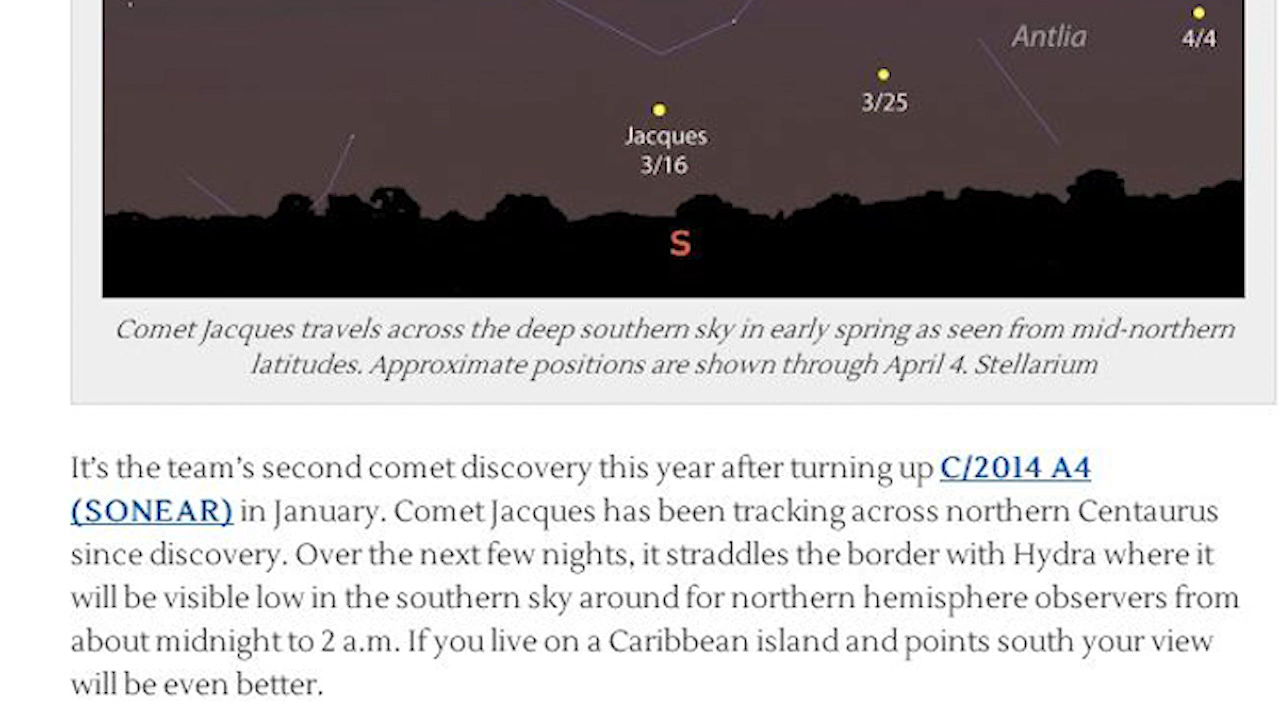 Antlia
4/4
3/25
Jacques
3/16
S
Comet Jacques travels across the deep southern sky in early spring as seen from mid-northern
latitudes. Approximate positions are shown through April 4. Stellarium
It's the team's second comet discovery this year after turning up C/2014 A4
(SONEAR) in January. Comet Jacques has been tracking across northern Centaurus
since discovery. Over the next few nights, it straddles the border with Hydra where it
will be visible low in the southern sky around for northern hemisphere observers from
about midnight to 2 a.m. If you live on a Caribbean island and points south your view
will be even better.